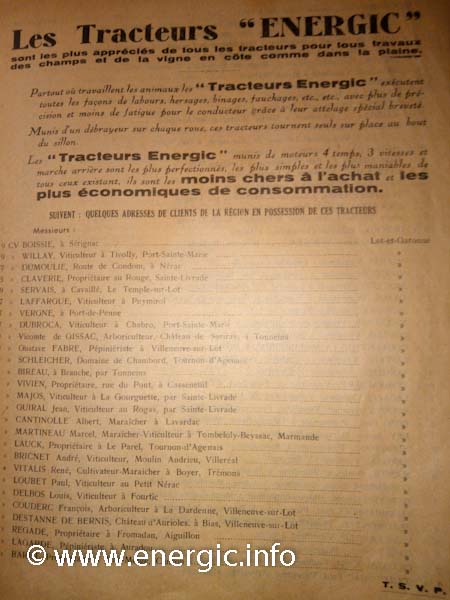 Les Tracteurs "ENERGIC"
sont les plus appréciés de tous les tracteurs pour tous travaux
des champs et de la vigne en côte comme dans la plaine.
Partout où travaillent les animaux les "Tracteurs Energic" exécutent
toutes les façons de labours, hersages, binages, fauchages, etc., etc., avec plus de pré-
cision et moins de fatigue pour le conducteur grâce à leur attelage spécial breveté.
Munis d'un débrayeur sur chaque roue, ces tracteurs tournent seuls sur place au bout
du sillon.
Les "Tracteurs Energic" munis de moteurs 4 temps, 3 vitesses et
marche arrière sont les plus perfectionnés, les plus simples et les plus maniables de
tous ceux existant, ils sont les moins chers à l'achat et les
plus économiques de consommation.
SUIVENT : QUELQUES ADRESSES DE CLIENTS DE LA RÉGION EN POSSESSION DE CES TRACTEURS
Messieurs :
9 CV BOISSIE, à Sérignac Lot-et-Garonne
» WILLAY, Viticulteur à Tivolly, Port-Sainte-Marie »
» DUMOULIE, Route de Condom, à Nérac »
» CLAVERIE, Propriétaire au Rouge, Sainte-Livrade »
9 » SERVAIS, à Cavaillé, Le Temple-sur-Lot »
» LAFFARGUE, Viticulteur à Puymirol »
» VERGNE, à Port-de-Penne »
» DUBROCA, Viticulteur à Chebro, Port-Sainte-Marie »
» Vicomte de GISSAC, Arboriculteur, Château de à Tonneins »
» Gustave FABRE, Pépiniériste à Villeneuve-sur-Lot »
» SCHLEICHER, Domaine de Chambord, Tournon-d'Agenais »
» BIREAU, à Branche, par Tonneins »
» VIVIEN, Propriétaire, rue du Pont, à Casseneuil »
» MAJOS, Viticulteur à La Gourguette, par Sainte-Livrade »
» GUIRAL Jean, Viticulteur au Rogas, par Sainte-Livrade »
» CANTINOLLE Albert, Maraîcher à Lavardac »
» MARTINEAU Marcel, Maraîcher-Viticulteur à Tombololy-Beyssac, Marmande »
» LAUCK, Propriétaire à Le Parel, Tournon-d'Agenais »
» BRICNET André, Viticulteur, Moulin Andrieu, Villeréal »
» VITALIS René, Cultivateur-Maraîcher à Boyer, Trémons »
» LOUBET Paul, Viticulteur au Petit Nérac »
» DELBOS Louis, Viticulteur à Fourtic »
» COUDERC François, Arboriculteur à La Dardenne, Villeneuve-sur-Lot »
» DESTANNE DE BERNIS, Château d'Aurioles, à Bias, Villeneuve-sur-Lot »
» REGADE, Propriétaire à Fromadan, Aiguillon »
» LAGARDE, Pépiniériste à »
T. S. V. P.
© www.energic.info